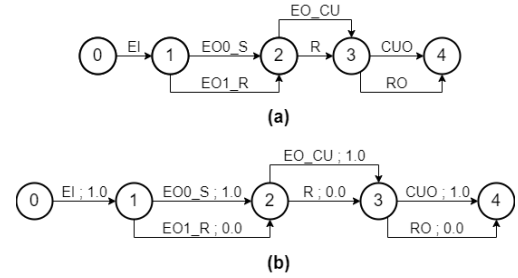 EO_CU
0 EI 1 EO0_S 2 R 3 CUO 4
EO1_R RO
(a)
EO_CU ; 1.0
0 EI ; 1.0 1 EO0_S ; 1.0 2 R ; 0.0 3 CUO ; 1.0 4
EO1_R ; 0.0 RO ; 0.0
(b)